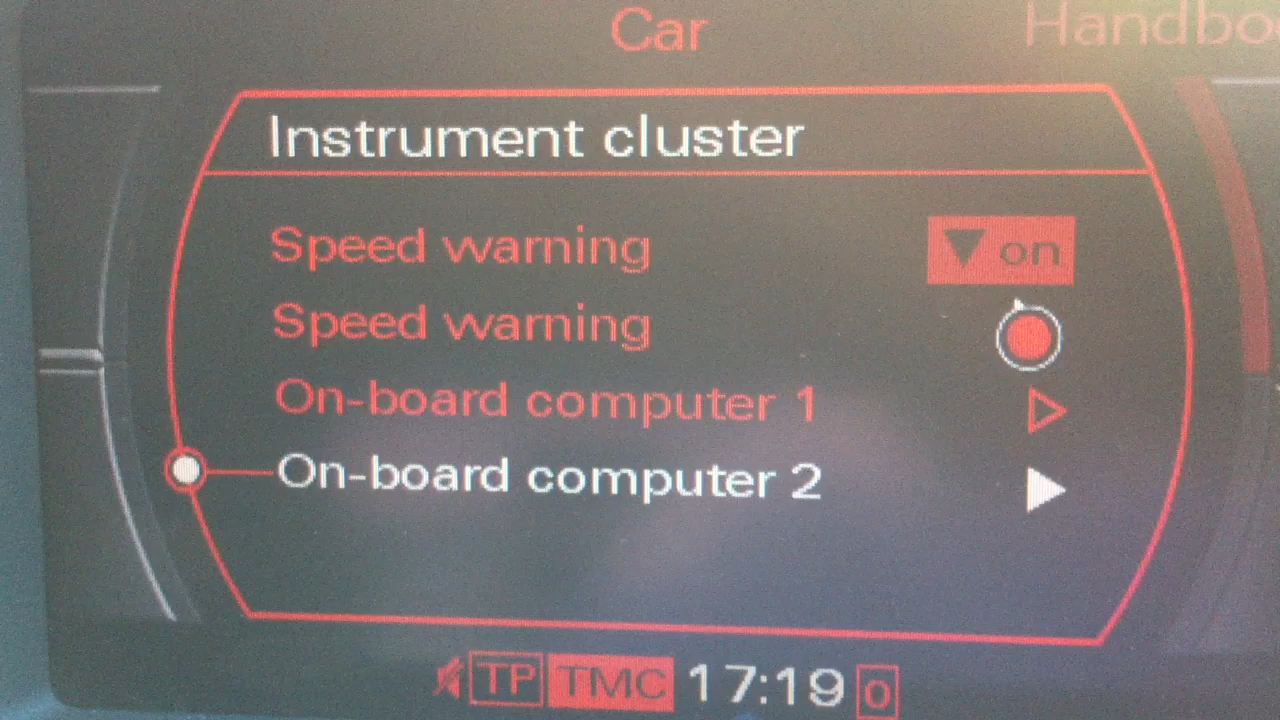 Car
Handbo
Instrument cluster
Speed warning on
Speed warning
On-board computer 1
On-board computer 2
TP TMC 17:19 0